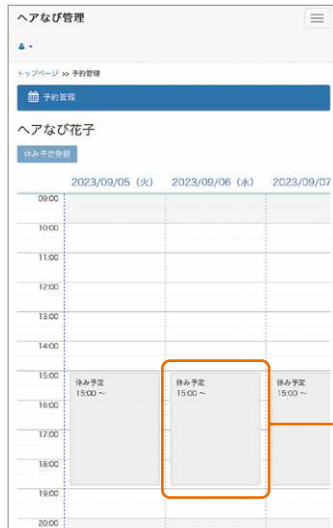 ヘアなび管理
トップページ >> 予約管理
予約管理
ヘアなび花子
休み予定登録
2023/09/05（火） 2023/09/06（水） 2023/09/07
09:00
10:00
11:00
12:00
13:00
14:00
15:00
休み予定 休み予定 休み予定
15:00 ～ 15:00 ～ 15:00 ～
16:00
17:00
18:00
19:00
20:00